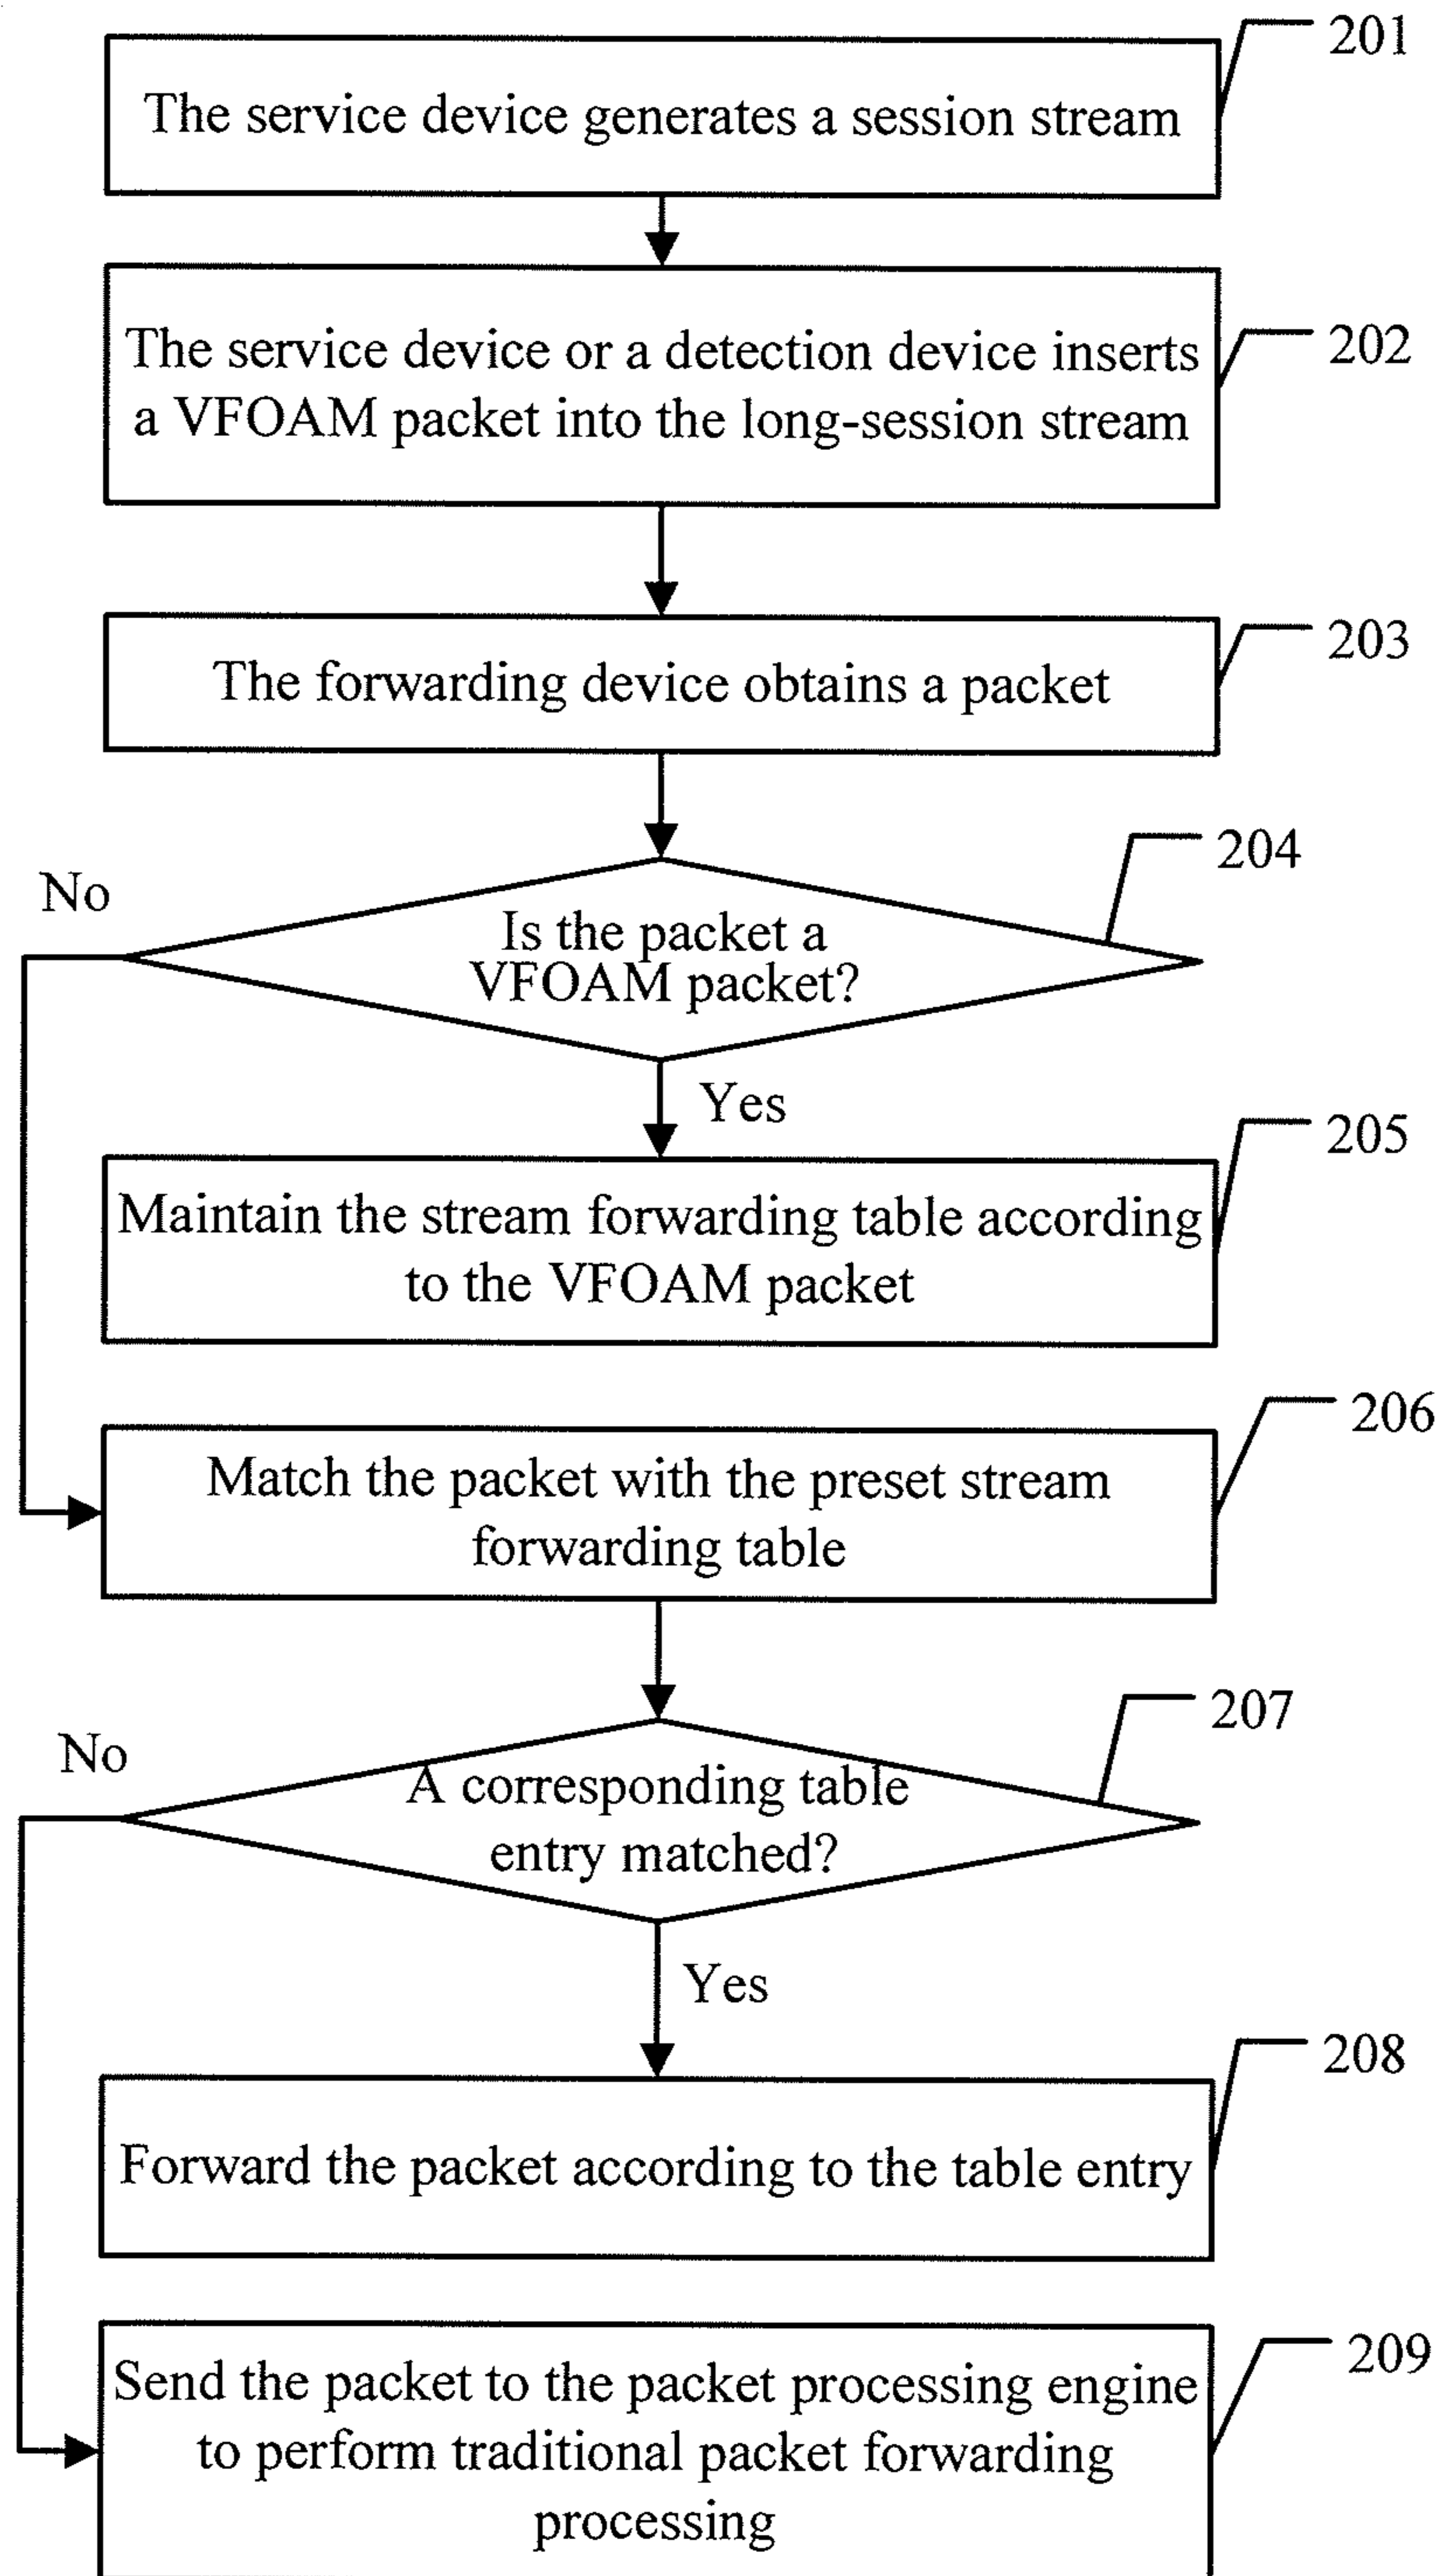 201
The service device generates a session stream
202
The service device or a detection device inserts
a VFOAM packet into the long-session stream
203
The forwarding device obtains a packet
204
No
Is the packet a
VFOAM packet?
Yes
205
Maintain the stream forwarding table according
to the VFOAM packet
206
Match the packet with the preset stream
forwarding table
207
No
A corresponding table
entry matched?
Yes
208
Forward the packet according to the table entry
209
Send the packet to the packet processing engine
to perform traditional packet forwarding
processing